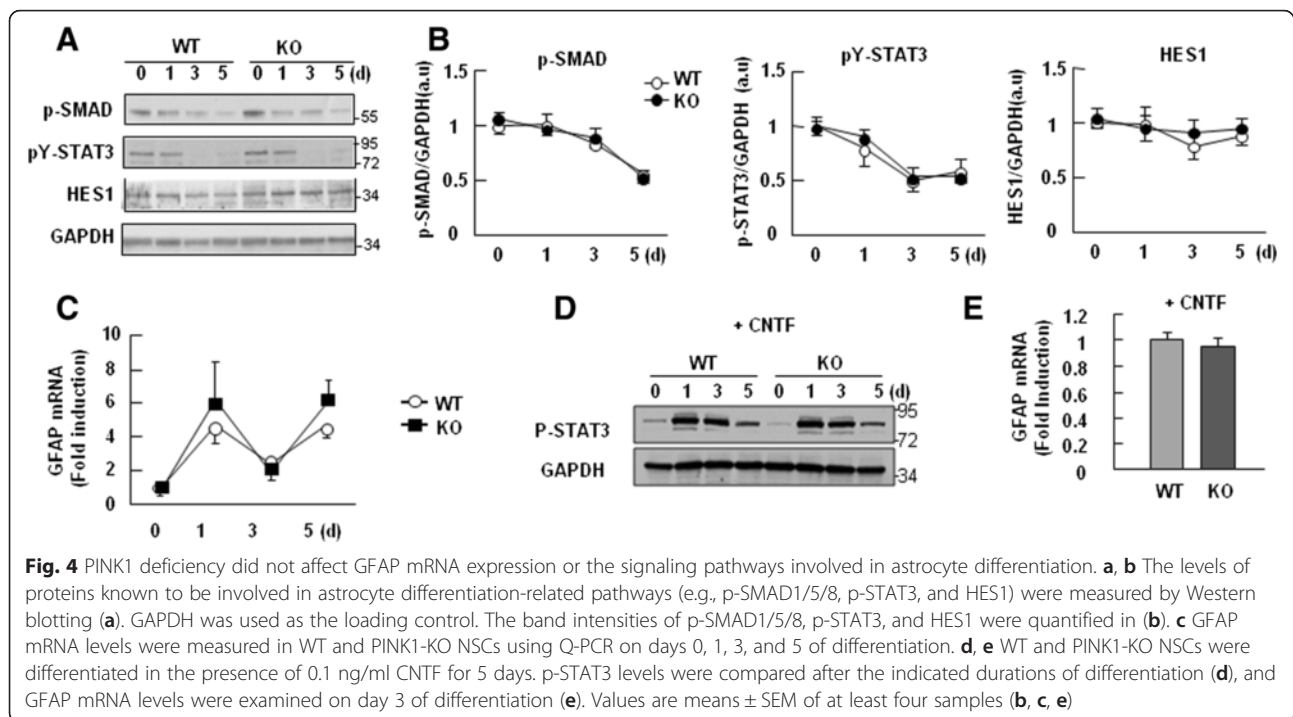 A
WT KO
0 1 3 5 0 1 3 5 (d)
p-SMAD
55
pY-STAT3
95
72
HES1
34
GAPDH
34
B
p-SMAD
p-SMAD/GAPDH(a.u)
1.5
1
0.5
0
0 1 3 5 (d)
WT
KO
pY-STAT3
p-STAT3/GAPDH (a.u)
1.5
1
0.5
0
0 1 3 5 (d)
HES1
HES1/GAPDH(a.u)
1.5
1
0.5
0
0 1 3 5 (d)
C
GFAP mRNA
(Fold induction)
10
8
6
4
2
0
0 1 3 5 (d)
WT
KO
D
+ CNTF
WT KO
0 1 3 5 0 1 3 5 (d)
P-STAT3
95
72
GAPDH
34
E
+ CNTF
GFAP mRNA
(Fold Induction)
1.2
1
0.8
0.6
0.4
0.2
0
WT KO
Fig. 4 PINK1 deficiency did not affect GFAP mRNA expression or the signaling pathways involved in astrocyte differentiation. a, b The levels of
proteins known to be involved in astrocyte differentiation-related pathways (e.g., p-SMAD1/5/8, p-STAT3, and HES1) were measured by Western
blotting (a). GAPDH was used as the loading control. The band intensities of p-SMAD1/5/8, p-STAT3, and HES1 were quantified in (b). c GFAP
mRNA levels were measured in WT and PINK1-KO NSCs using Q-PCR on days 0, 1, 3, and 5 of differentiation. d, e WT and PINK1-KO NSCs were
differentiated in the presence of 0.1 ng/ml CNTF for 5 days. p-STAT3 levels were compared after the indicated durations of differentiation (d), and
GFAP mRNA levels were examined on day 3 of differentiation (e). Values are means ± SEM of at least four samples (b, c, e)